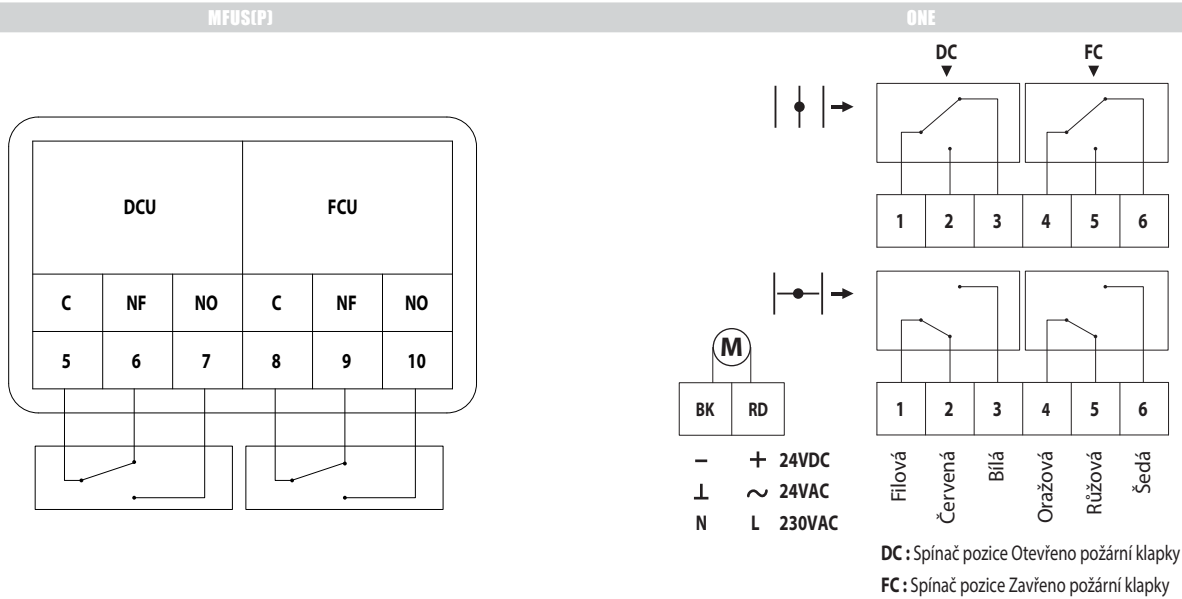 MFUS(P)
ONE
DC
FC
DCU FCU
C NF NO C NF NO
5 6 7 8 9 10
1 2 3 4 5 6
M
BK RD
1 2 3 4 5 6
Filová
Červená
Bílá
Oražová
Růžová
Šedá
– + 24VDC
⊥ ~ 24VAC
N L 230VAC
DC : Spínač pozice Otevřeno požární klapky
FC : Spínač pozice Zavřeno požární klapky